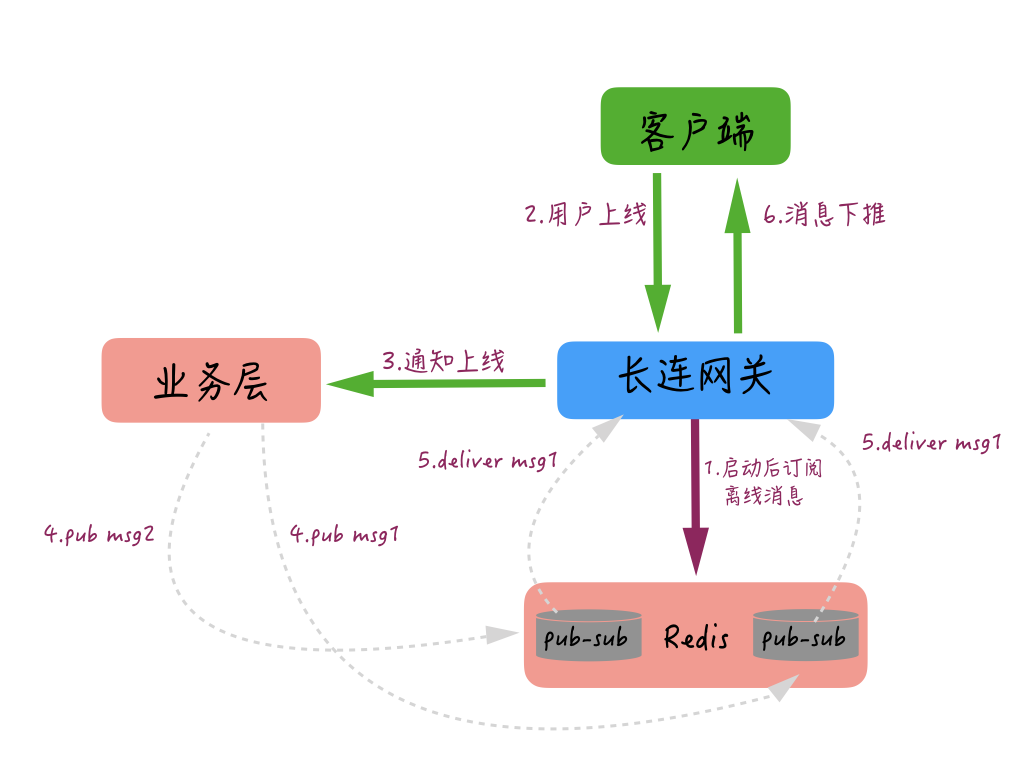 客户端
2.用户上线
6.消息下推
业务层
3.通知上线
长连网关
5.deliver msg1
1.启动后订阅
离线消息
5.deliver msg1
4.pub msg2
4.pub msg1
pub-sub
Redis
pub-sub